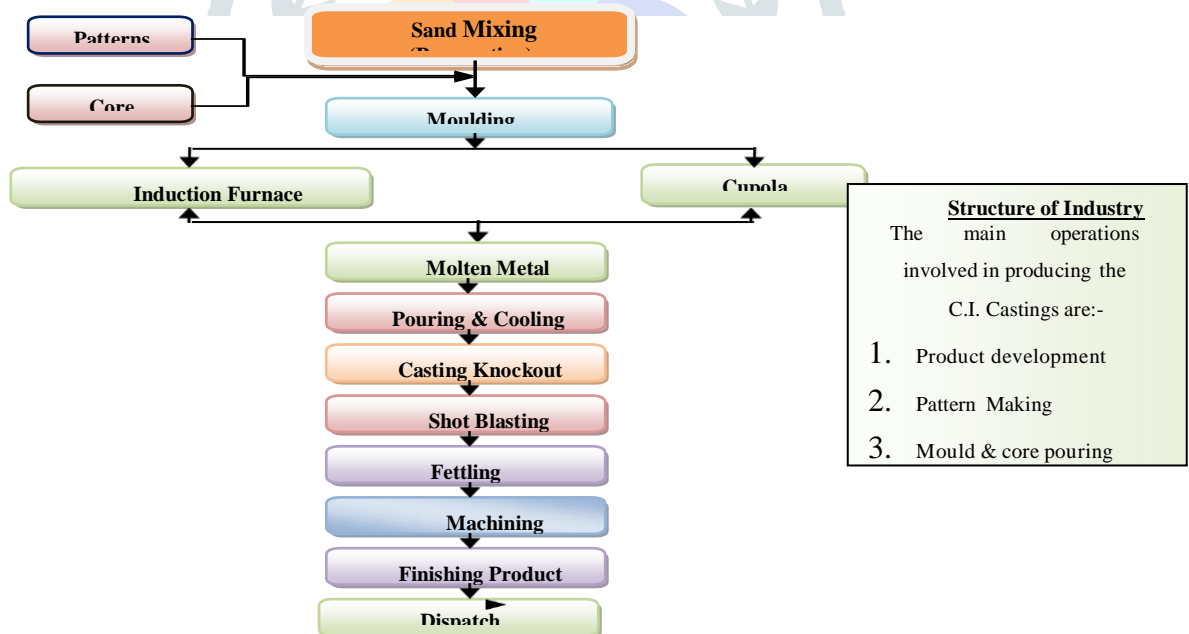 Sand Mixing
Patterns
Core
Moulding
Induction Furnace
Cupola
Molten Metal
Pouring & Cooling
Casting Knockout
Shot Blasting
Fettling
Machining
Finishing Product
Dispatch
Structure of Industry
The main operations
involved in producing the
C.I. Castings are:-
1. Product development
2. Pattern Making
3. Mould & core pouring